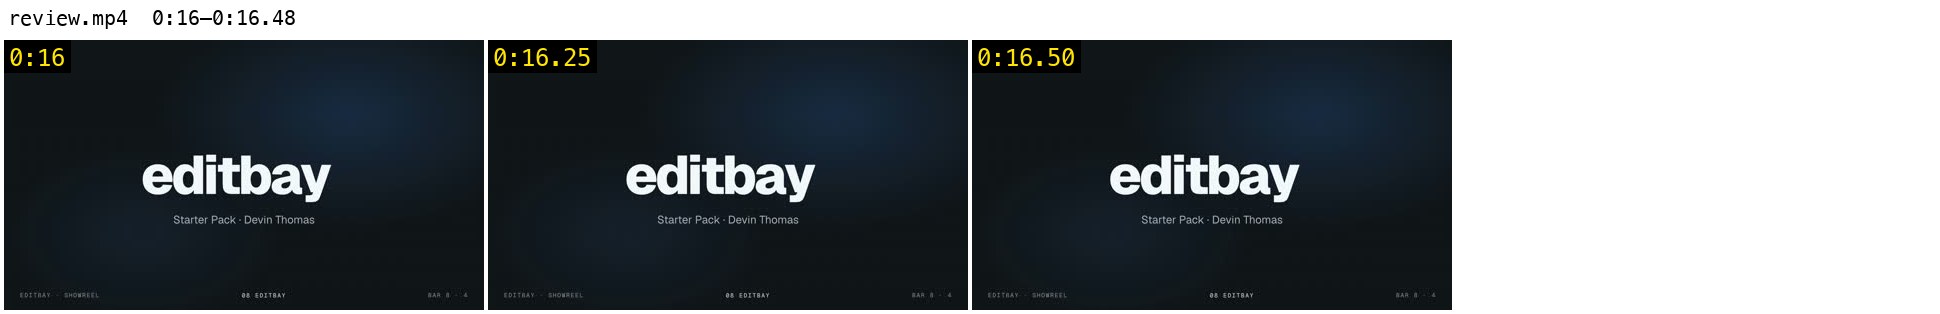 review.mp4  0:16–0:16.48
0:16
editbay
Starter Pack · Devin Thomas
EDITBAY · SHOWREEL
08 EDITBAY
BAR 8 · 4
0:16.25
editbay
Starter Pack · Devin Thomas
EDITBAY · SHOWREEL
08 EDITBAY
BAR 8 · 4
0:16.50
editbay
Starter Pack · Devin Thomas
EDITBAY · SHOWREEL
08 EDITBAY
BAR 8 · 4